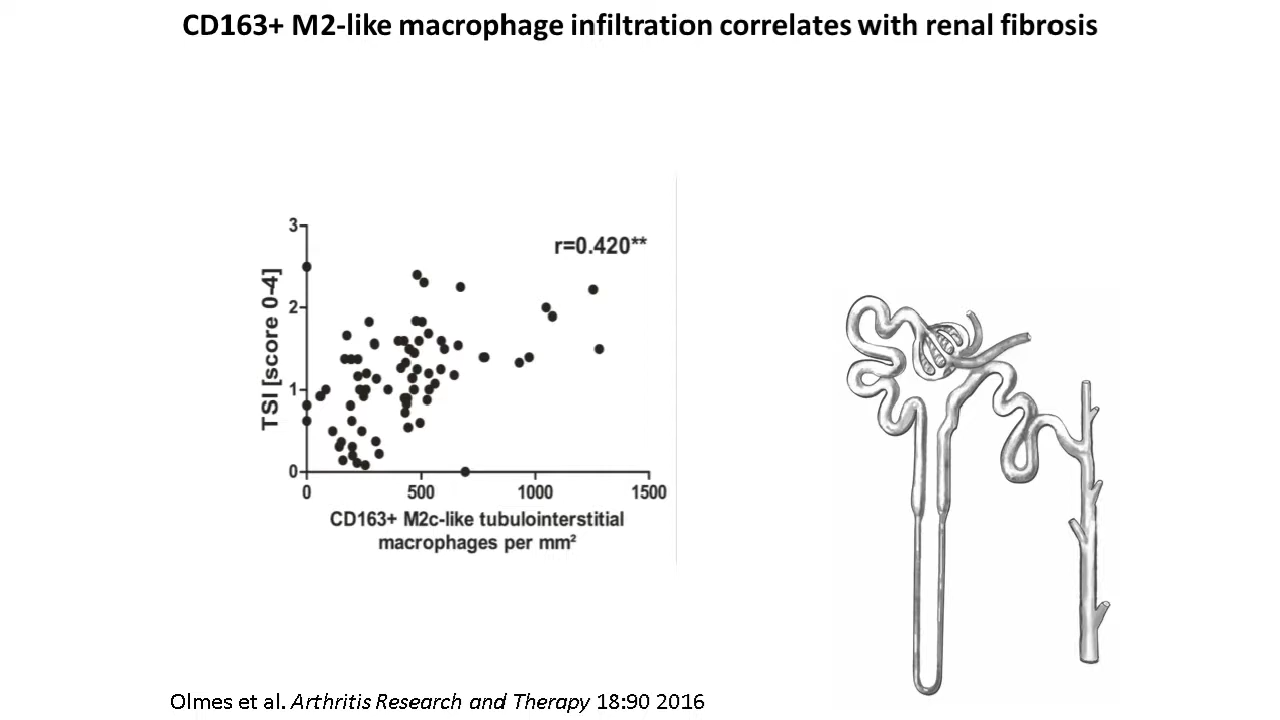 CD163+ M2-like macrophage infiltration correlates with renal fibrosis
r=0.420**
TSI [score 0-4]
3
2
1
0
0 500 1000 1500
CD163+ M2c-like tubulointerstitial
macrophages per mm²
Olmes et al. Arthritis Research and Therapy 18:90 2016